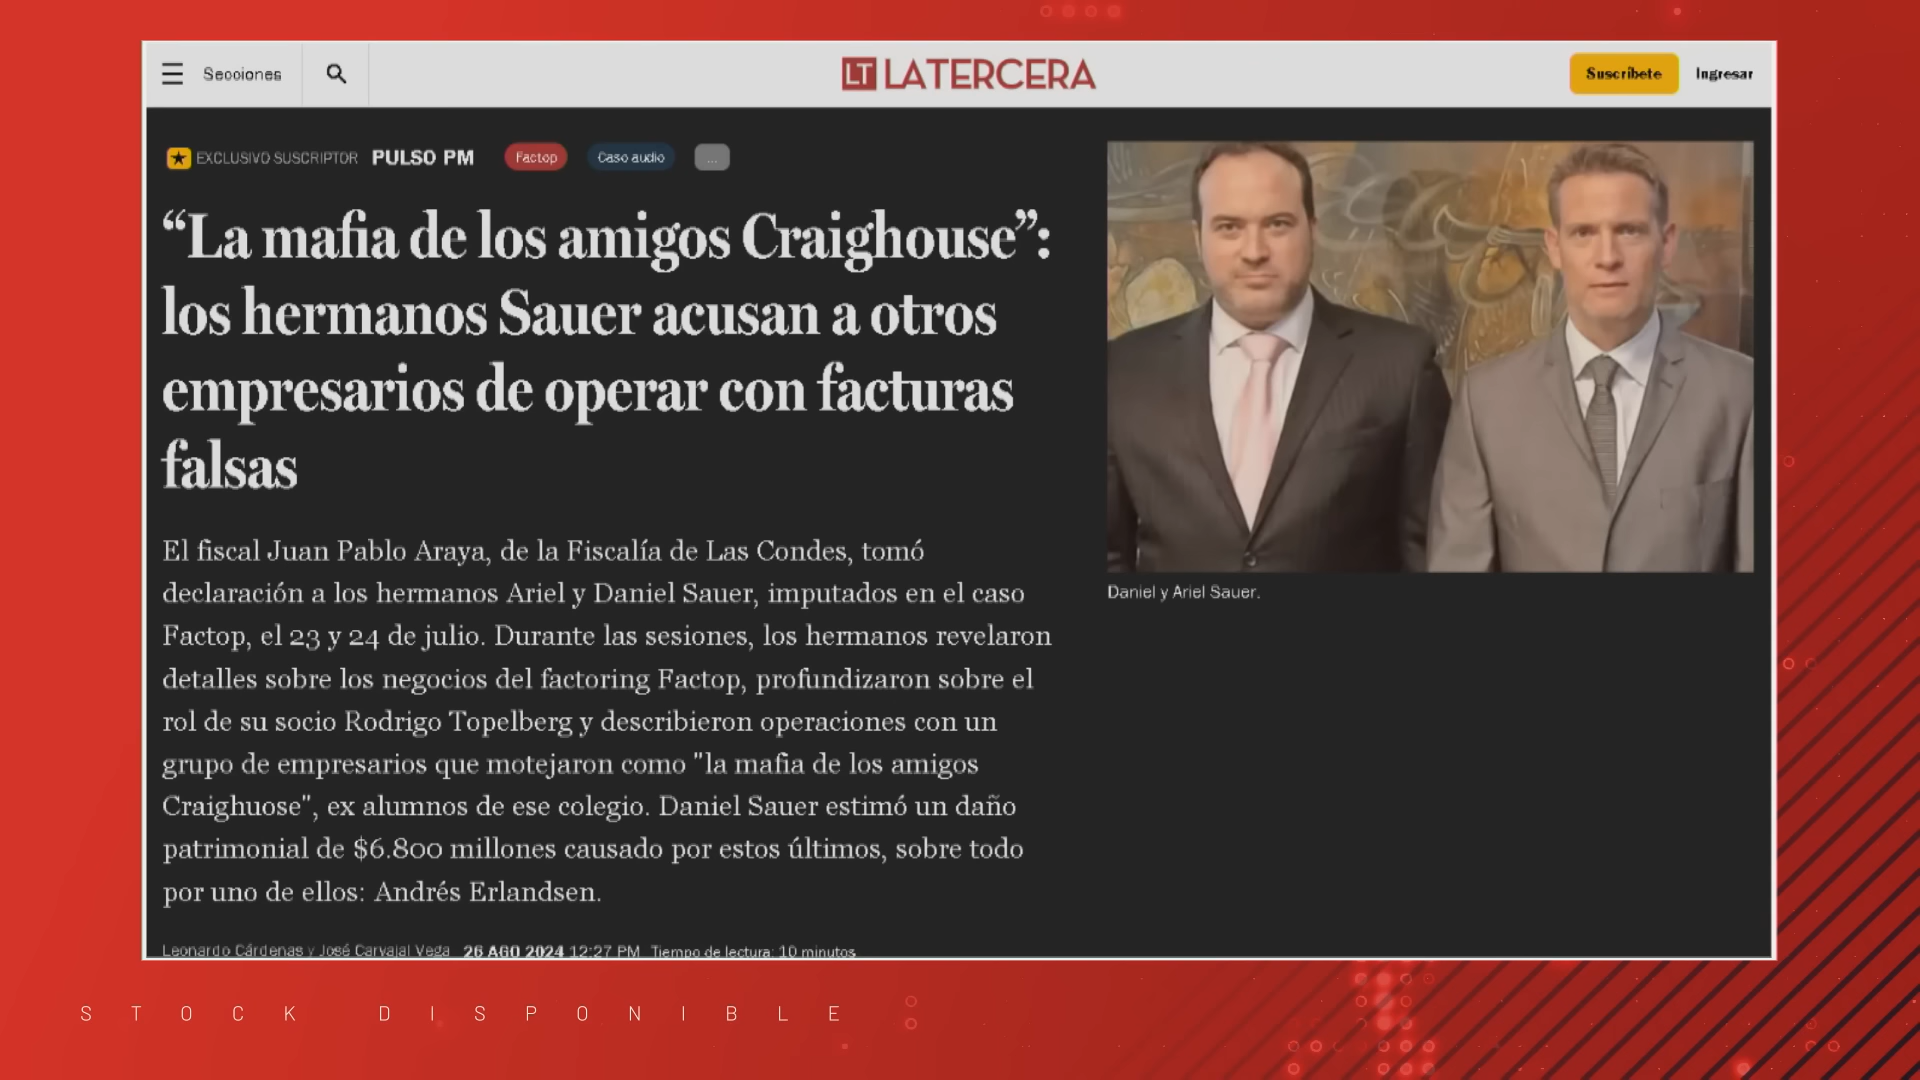 Secciones
LT LATERCERA
Suscríbete
Ingresar
EXCLUSIVO SUSCRIPTOR PULSO PM Factop Caso audio ...
“La mafia de los amigos Craighouse”:
los hermanos Sauer acusan a otros
empresarios de operar con facturas
falsas
El fiscal Juan Pablo Araya, de la Fiscalía de Las Condes, tomó
declaración a los hermanos Ariel y Daniel Sauer, imputados en el caso
Factop, el 23 y 24 de julio. Durante las sesiones, los hermanos revelaron
detalles sobre los negocios del factoring Factop, profundizaron sobre el
rol de su socio Rodrigo Topelberg y describieron operaciones con un
grupo de empresarios que motejaron como "la mafia de los amigos
Craighuose", ex alumnos de ese colegio. Daniel Sauer estimó un daño
patrimonial de $6.800 millones causado por estos últimos, sobre todo
por uno de ellos: Andrés Erlandsen.
Leonardo Cárdenas y José Carvajal Vega 26 AGO 2024 12:27 PM Tiempo de lectura: 10 minutos
Daniel y Ariel Sauer.
STOCK DISPONIBLE